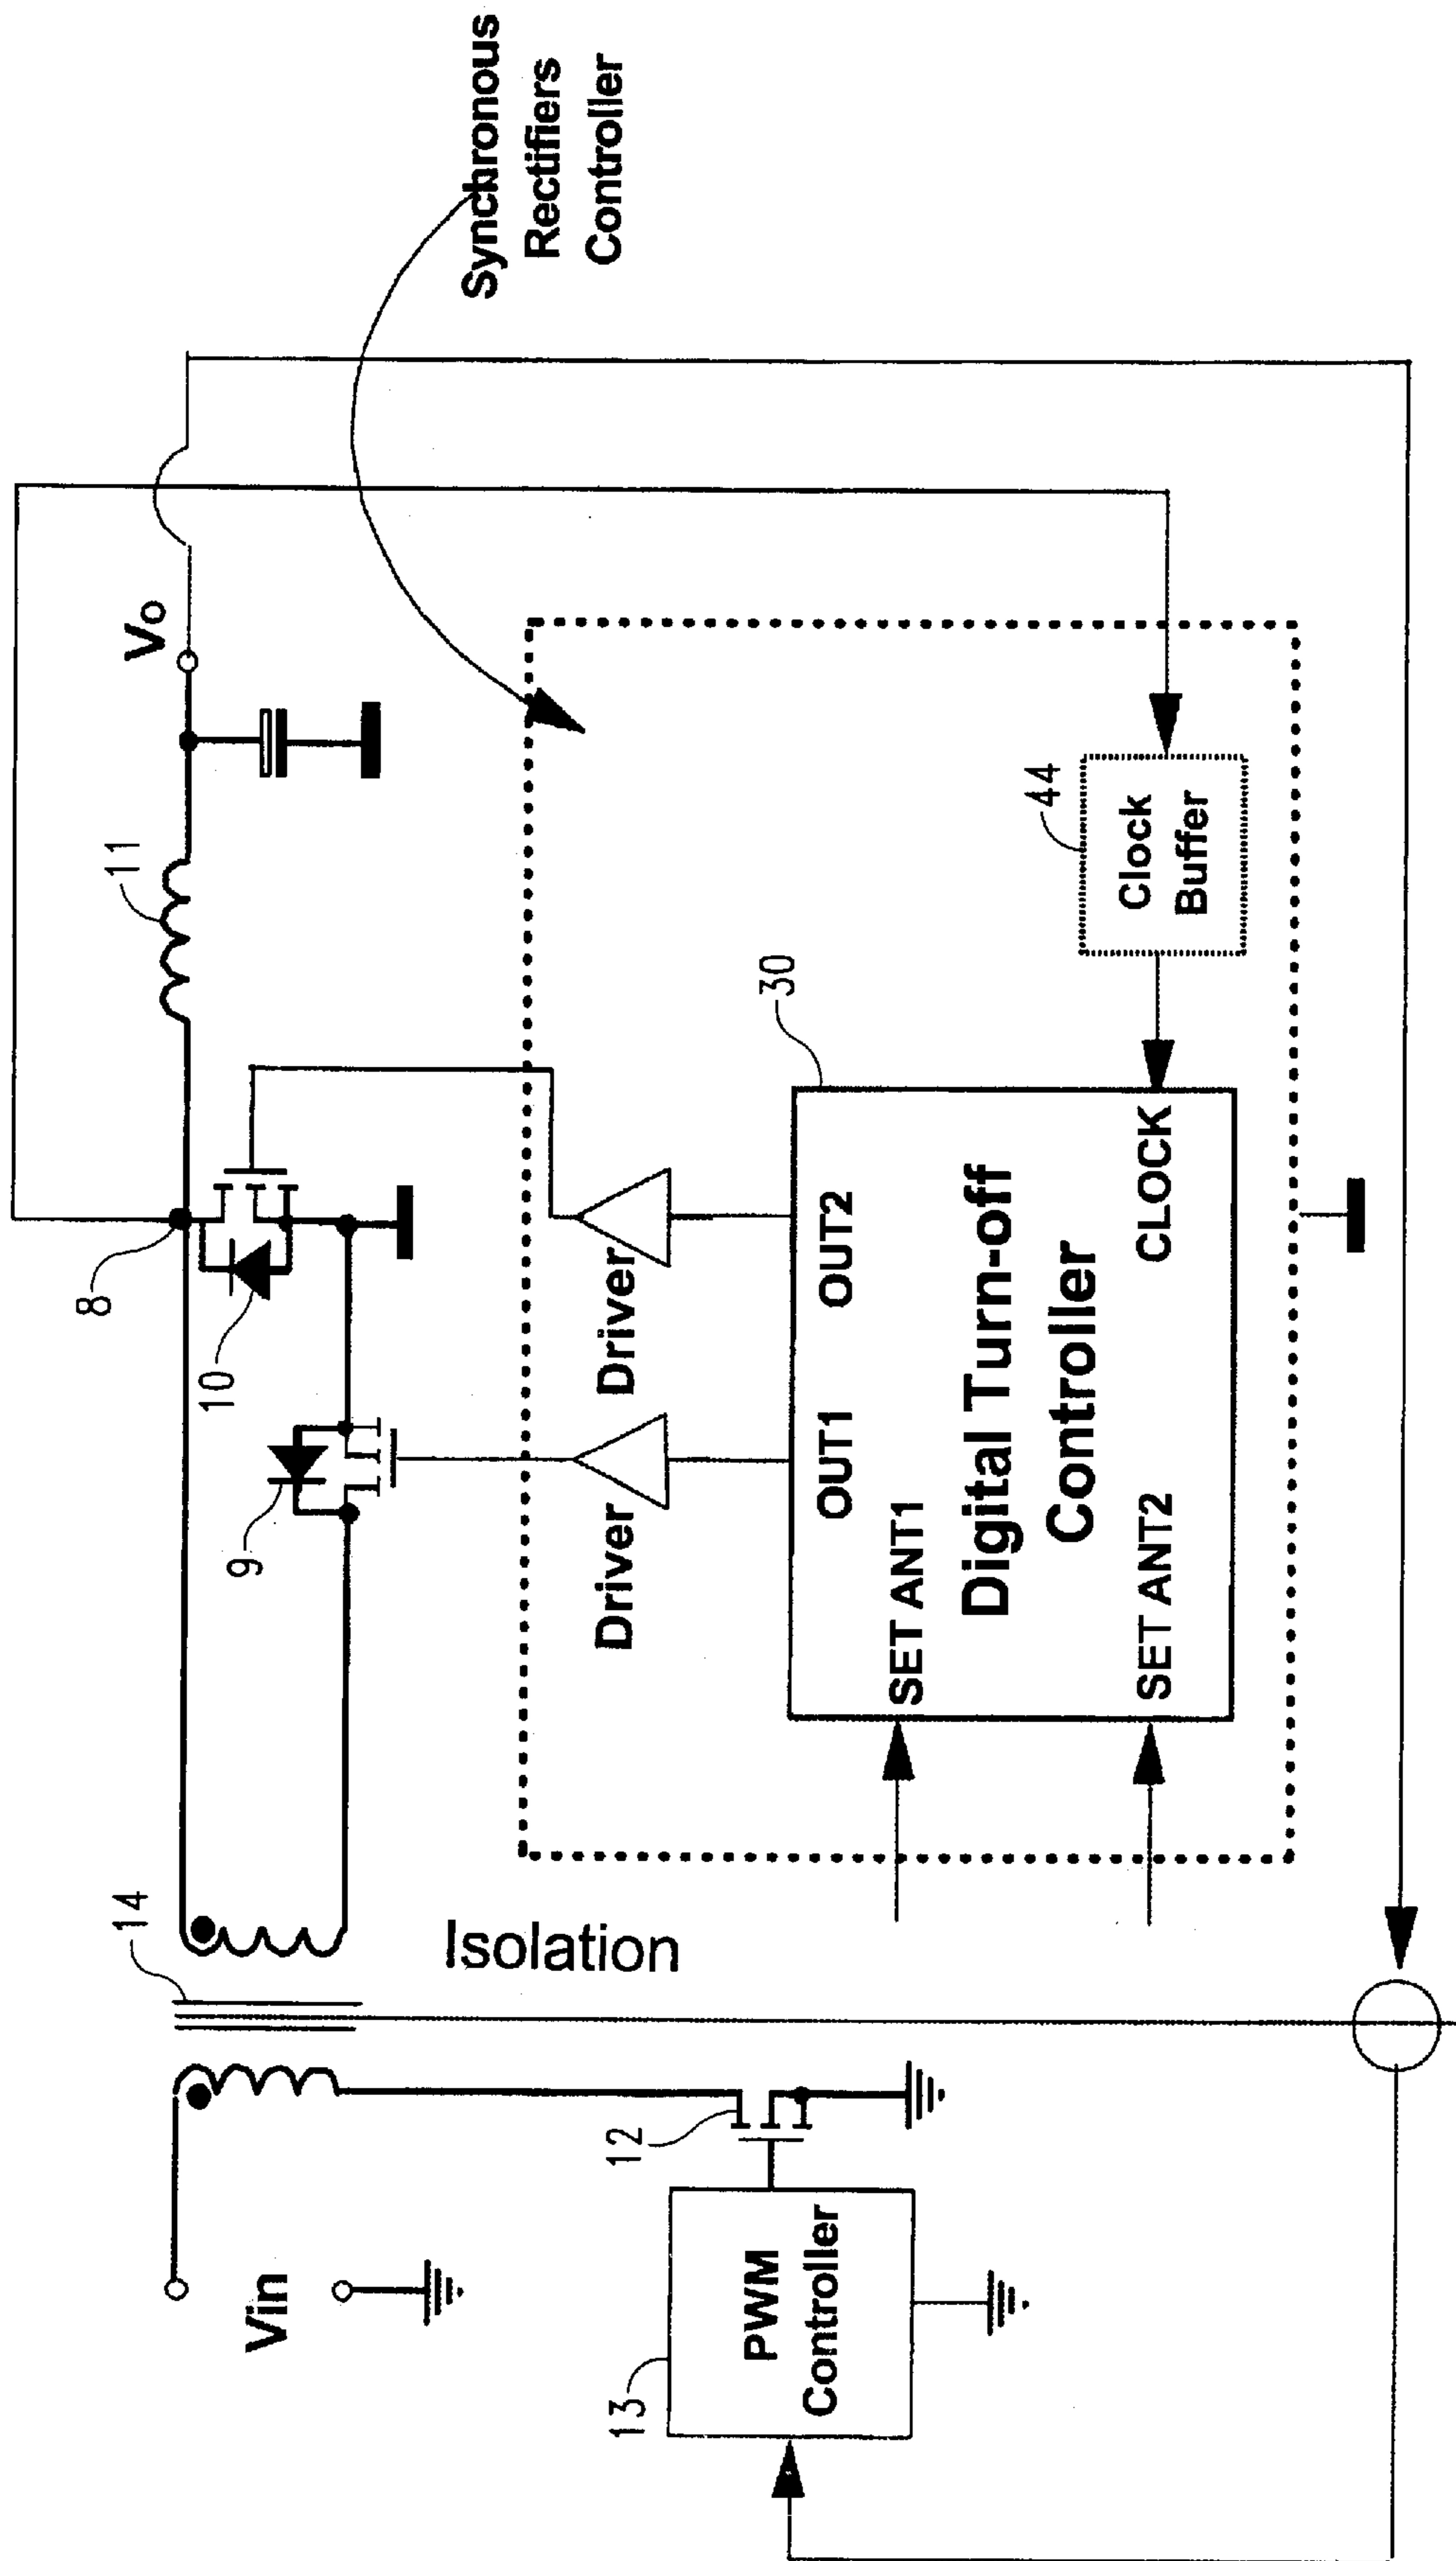 Synchronous
Rectifiers
Controller
Vo
11
8
10
9
14
Isolation
Vin
12
13
PWM
Controller
Driver
Driver
44
Clock
Buffer
30
OUT1
OUT2
SET ANT1
Digital Turn-off
Controller
SET ANT2
CLOCK